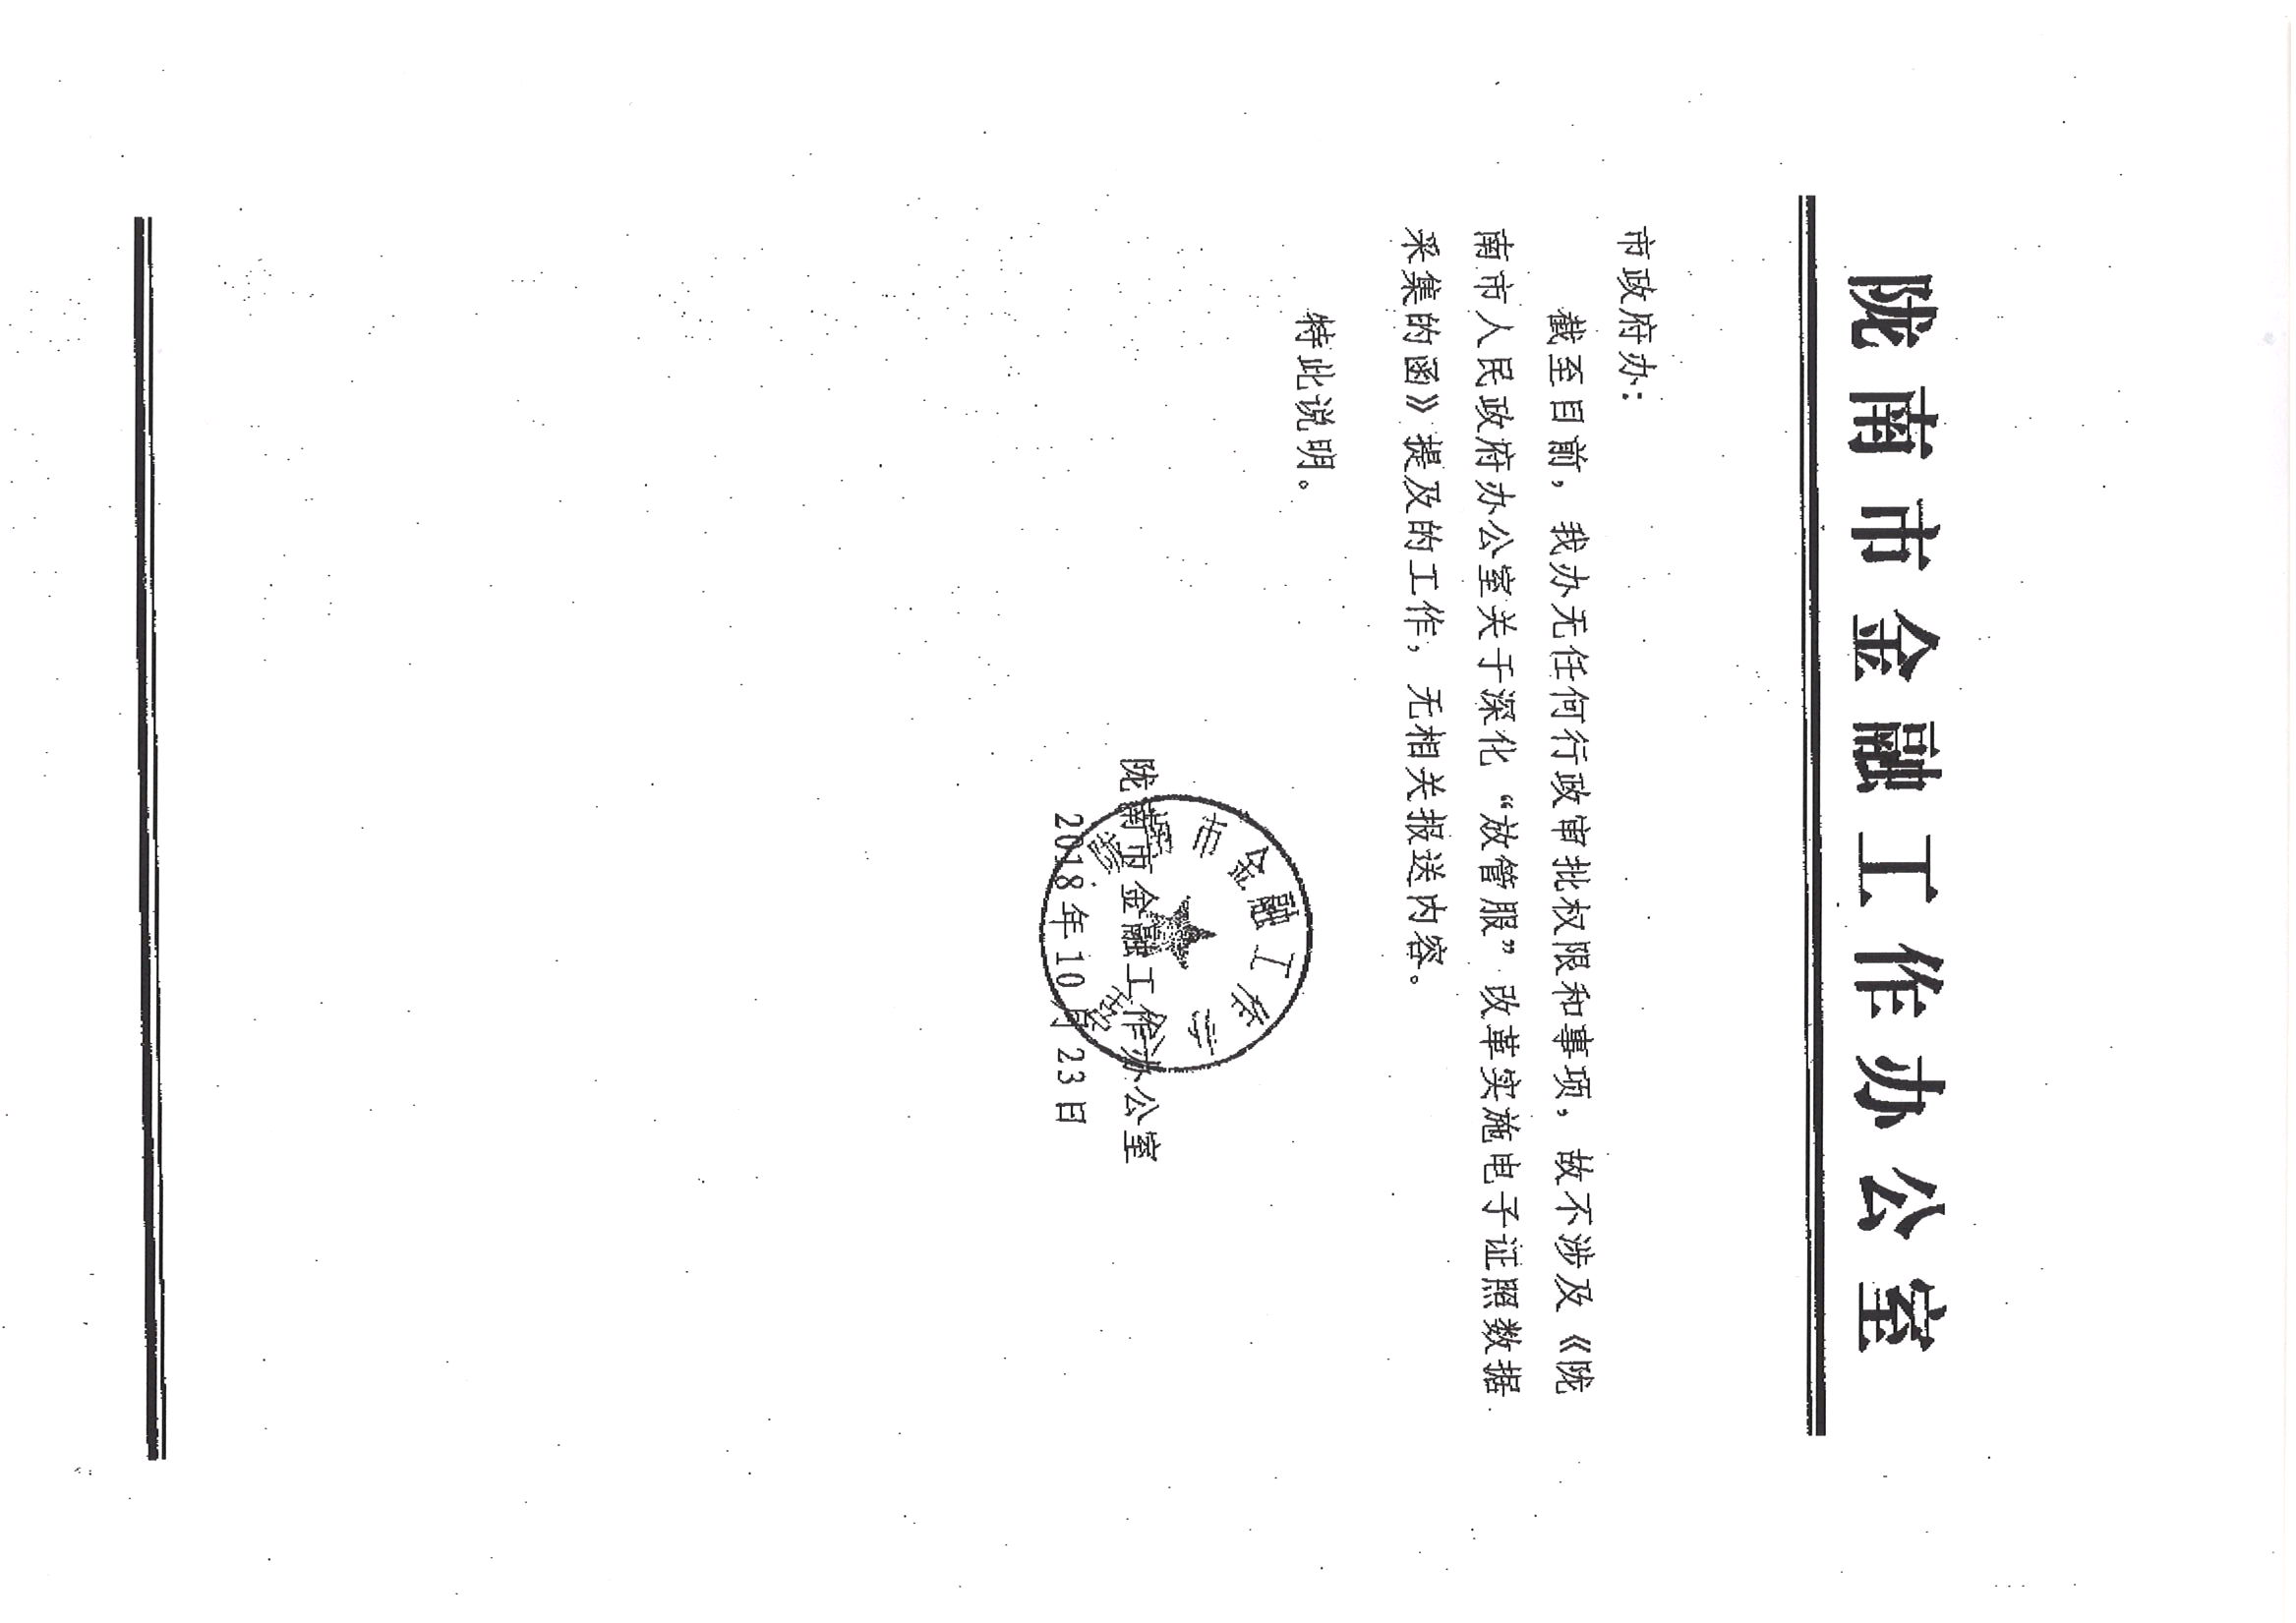 陇南市金融工作办公室
市政府办：
截至目前，我办无任何行政审批权限和事项，故不涉及《陇
南市人民政府办公室关于深化“放管服”改革实施电子证照数据
采集的函》提及的工作，无相关报送内容。
特此说明。
陇南市金融工作办公室
陇南市金融工作办公室
2018年10月23日